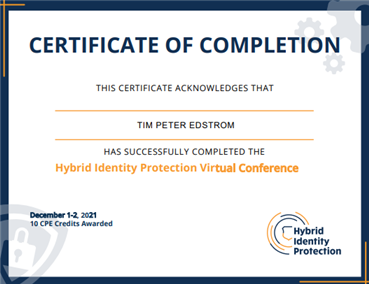 CERTIFICATE OF COMPLETION
THIS CERTIFICATE ACKNOWLEDGES THAT
TIM PETER EDSTROM
HAS SUCCESSFULLY COMPLETED THE
Hybrid Identity Protection Virtual Conference
December 1-2, 2021
10 CPE Credits Awarded
Hybrid
Identity
Protection